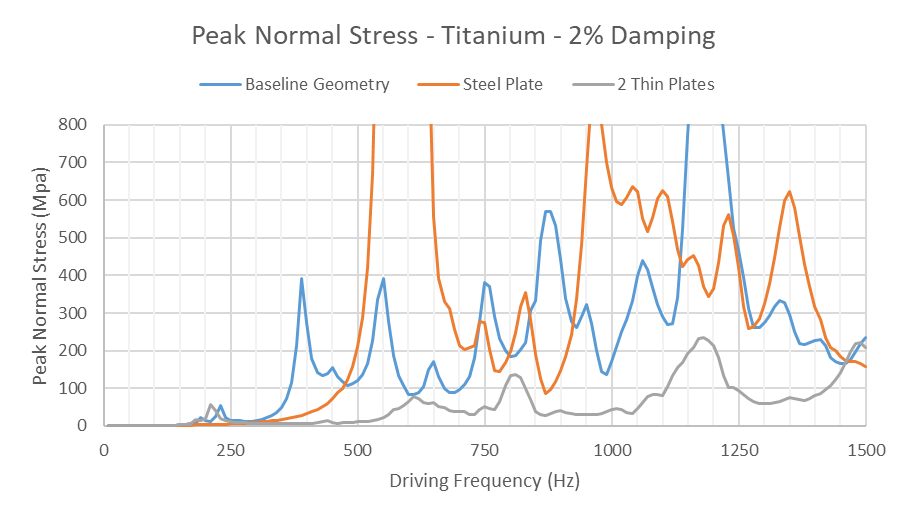 Peak Normal Stress - Titanium - 2% Damping
Baseline Geometry Steel Plate 2 Thin Plates
800
700
600
500
400
300
200
100
0
Peak Normal Stress (Mpa)
0 250 500 750 1000 1250 1500
Driving Frequency (Hz)